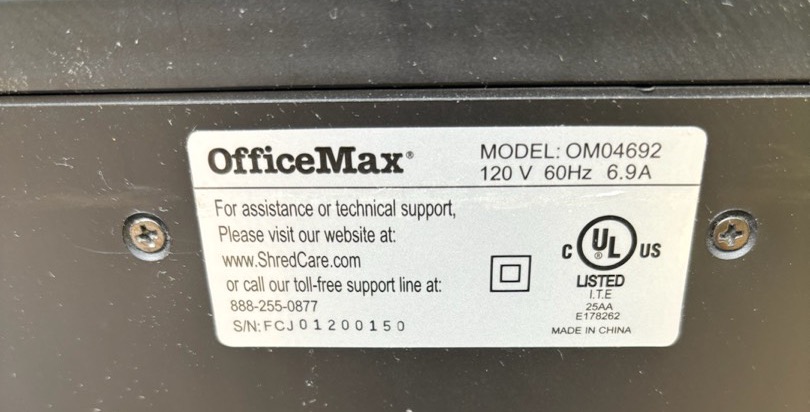 OfficeMax®
MODEL: OM04692
120 V 60Hz 6.9A
For assistance or technical support,
Please visit our website at:
www.ShredCare.com
or call our toll-free support line at:
888-255-0877
S/N: FCJ01200150
C UL® US
LISTED
I.T.E
25AA
E178262
MADE IN CHINA